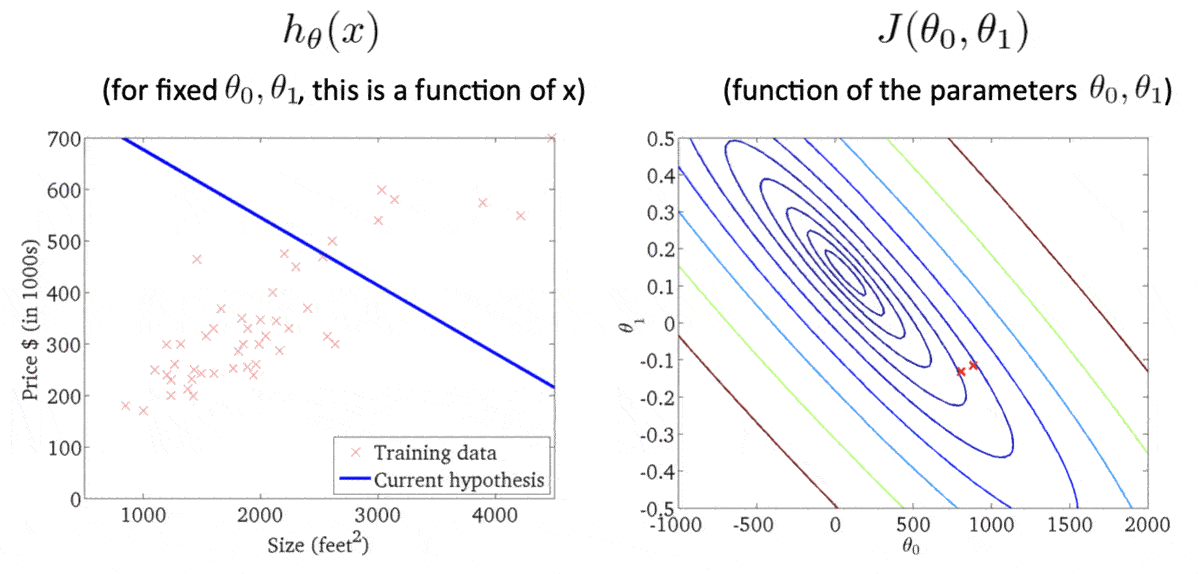 hθ(x)
(for fixed θ0, θ1, this is a function of x)
700
600
500
400
300
200
100
0
Price $ (in 1000s)
1000 2000 3000 4000
Size (feet²)
Training data
Current hypothesis
J(θ0, θ1)
(function of the parameters θ0, θ1)
0.5
0.4
0.3
0.2
0.1
0
-0.1
-0.2
-0.3
-0.4
-0.5
θ1
-1000 -500 0 500 1000 1500 2000
θ0